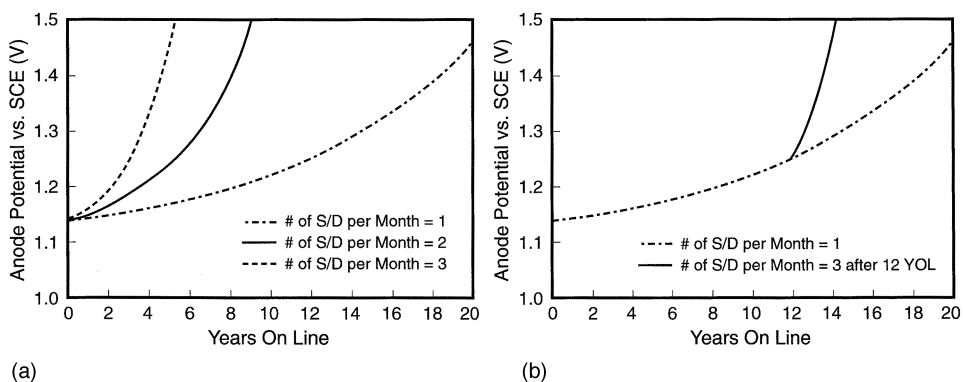 1.5
1.4
1.3
1.2
1.1
1.0
Anode Potential vs. SCE (V)
# of S/D per Month = 1
# of S/D per Month = 2
# of S/D per Month = 3
0 2 4 6 8 10 12 14 16 18 20
Years On Line
(a)
1.5
1.4
1.3
1.2
1.1
1.0
Anode Potential vs. SCE (V)
# of S/D per Month = 1
# of S/D per Month = 3 after 12 YOL
0 2 4 6 8 10 12 14 16 18 20
Years On Line
(b)